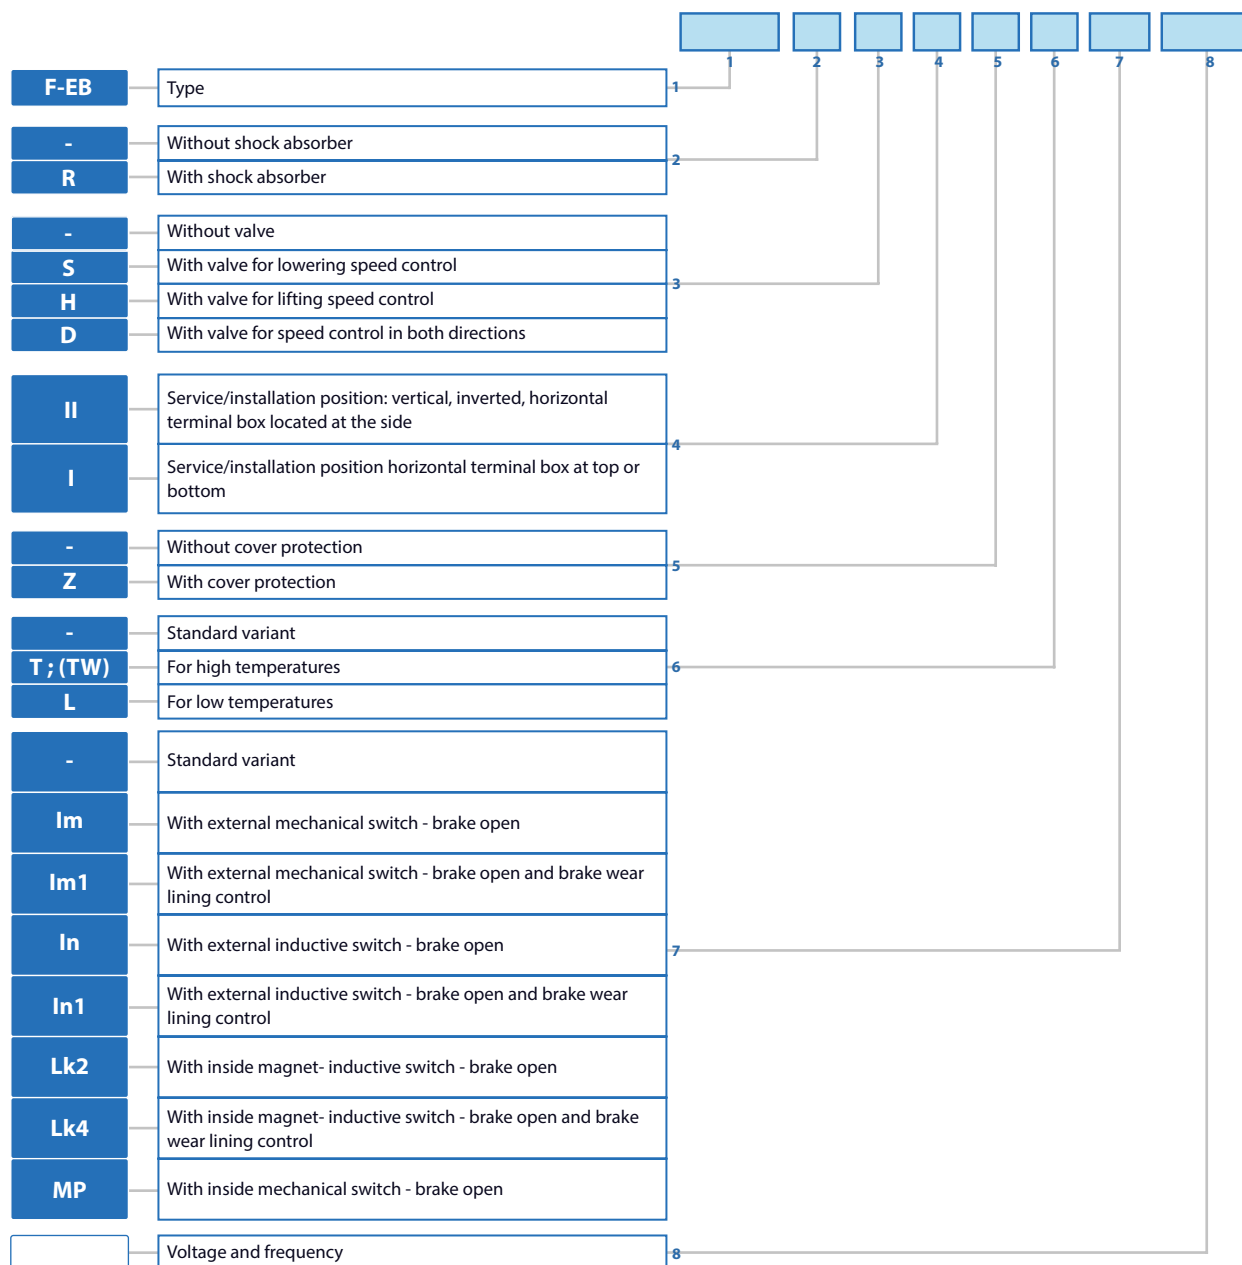 1 2 3 4 5 6 7 8
F-EB Type 1
- Without shock absorber
2
R With shock absorber
- Without valve
S With valve for lowering speed control
3
H With valve for lifting speed control
D With valve for speed control in both directions
II Service/installation position: vertical, inverted, horizontal
terminal box located at the side
4
I Service/installation position horizontal terminal box at top or
bottom
- Without cover protection
5
Z With cover protection
- Standard variant
T ; (TW) For high temperatures 6
L For low temperatures
- Standard variant
Im With external mechanical switch - brake open
Im1 With external mechanical switch - brake open and brake wear
lining control
In With external inductive switch - brake open 7
In1 With external inductive switch - brake open and brake wear
lining control
Lk2 With inside magnet- inductive switch - brake open
Lk4 With inside magnet- inductive switch - brake open and brake
wear lining control
MP With inside mechanical switch - brake open
Voltage and frequency 8